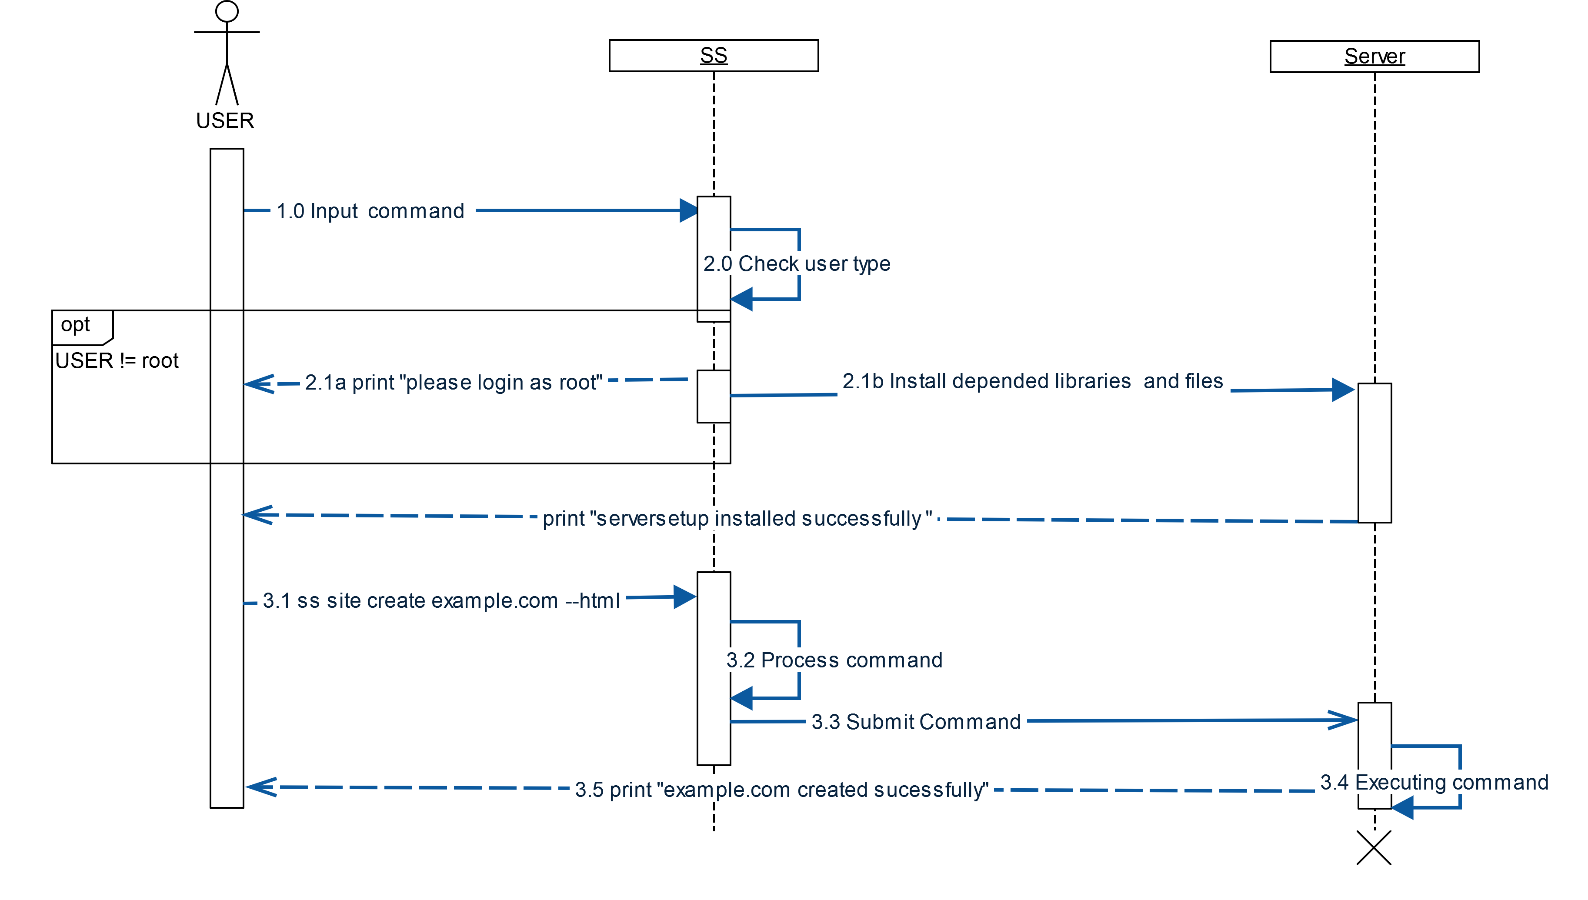 USER
SS
Server
1.0 Input command
2.0 Check user type
opt
USER != root
2.1a print "please login as root"
2.1b Install depended libraries and files
print "serversetup installed successfully"
3.1 ss site create example.com --html
3.2 Process command
3.3 Submit Command
3.4 Executing command
3.5 print "example.com created sucessfully"